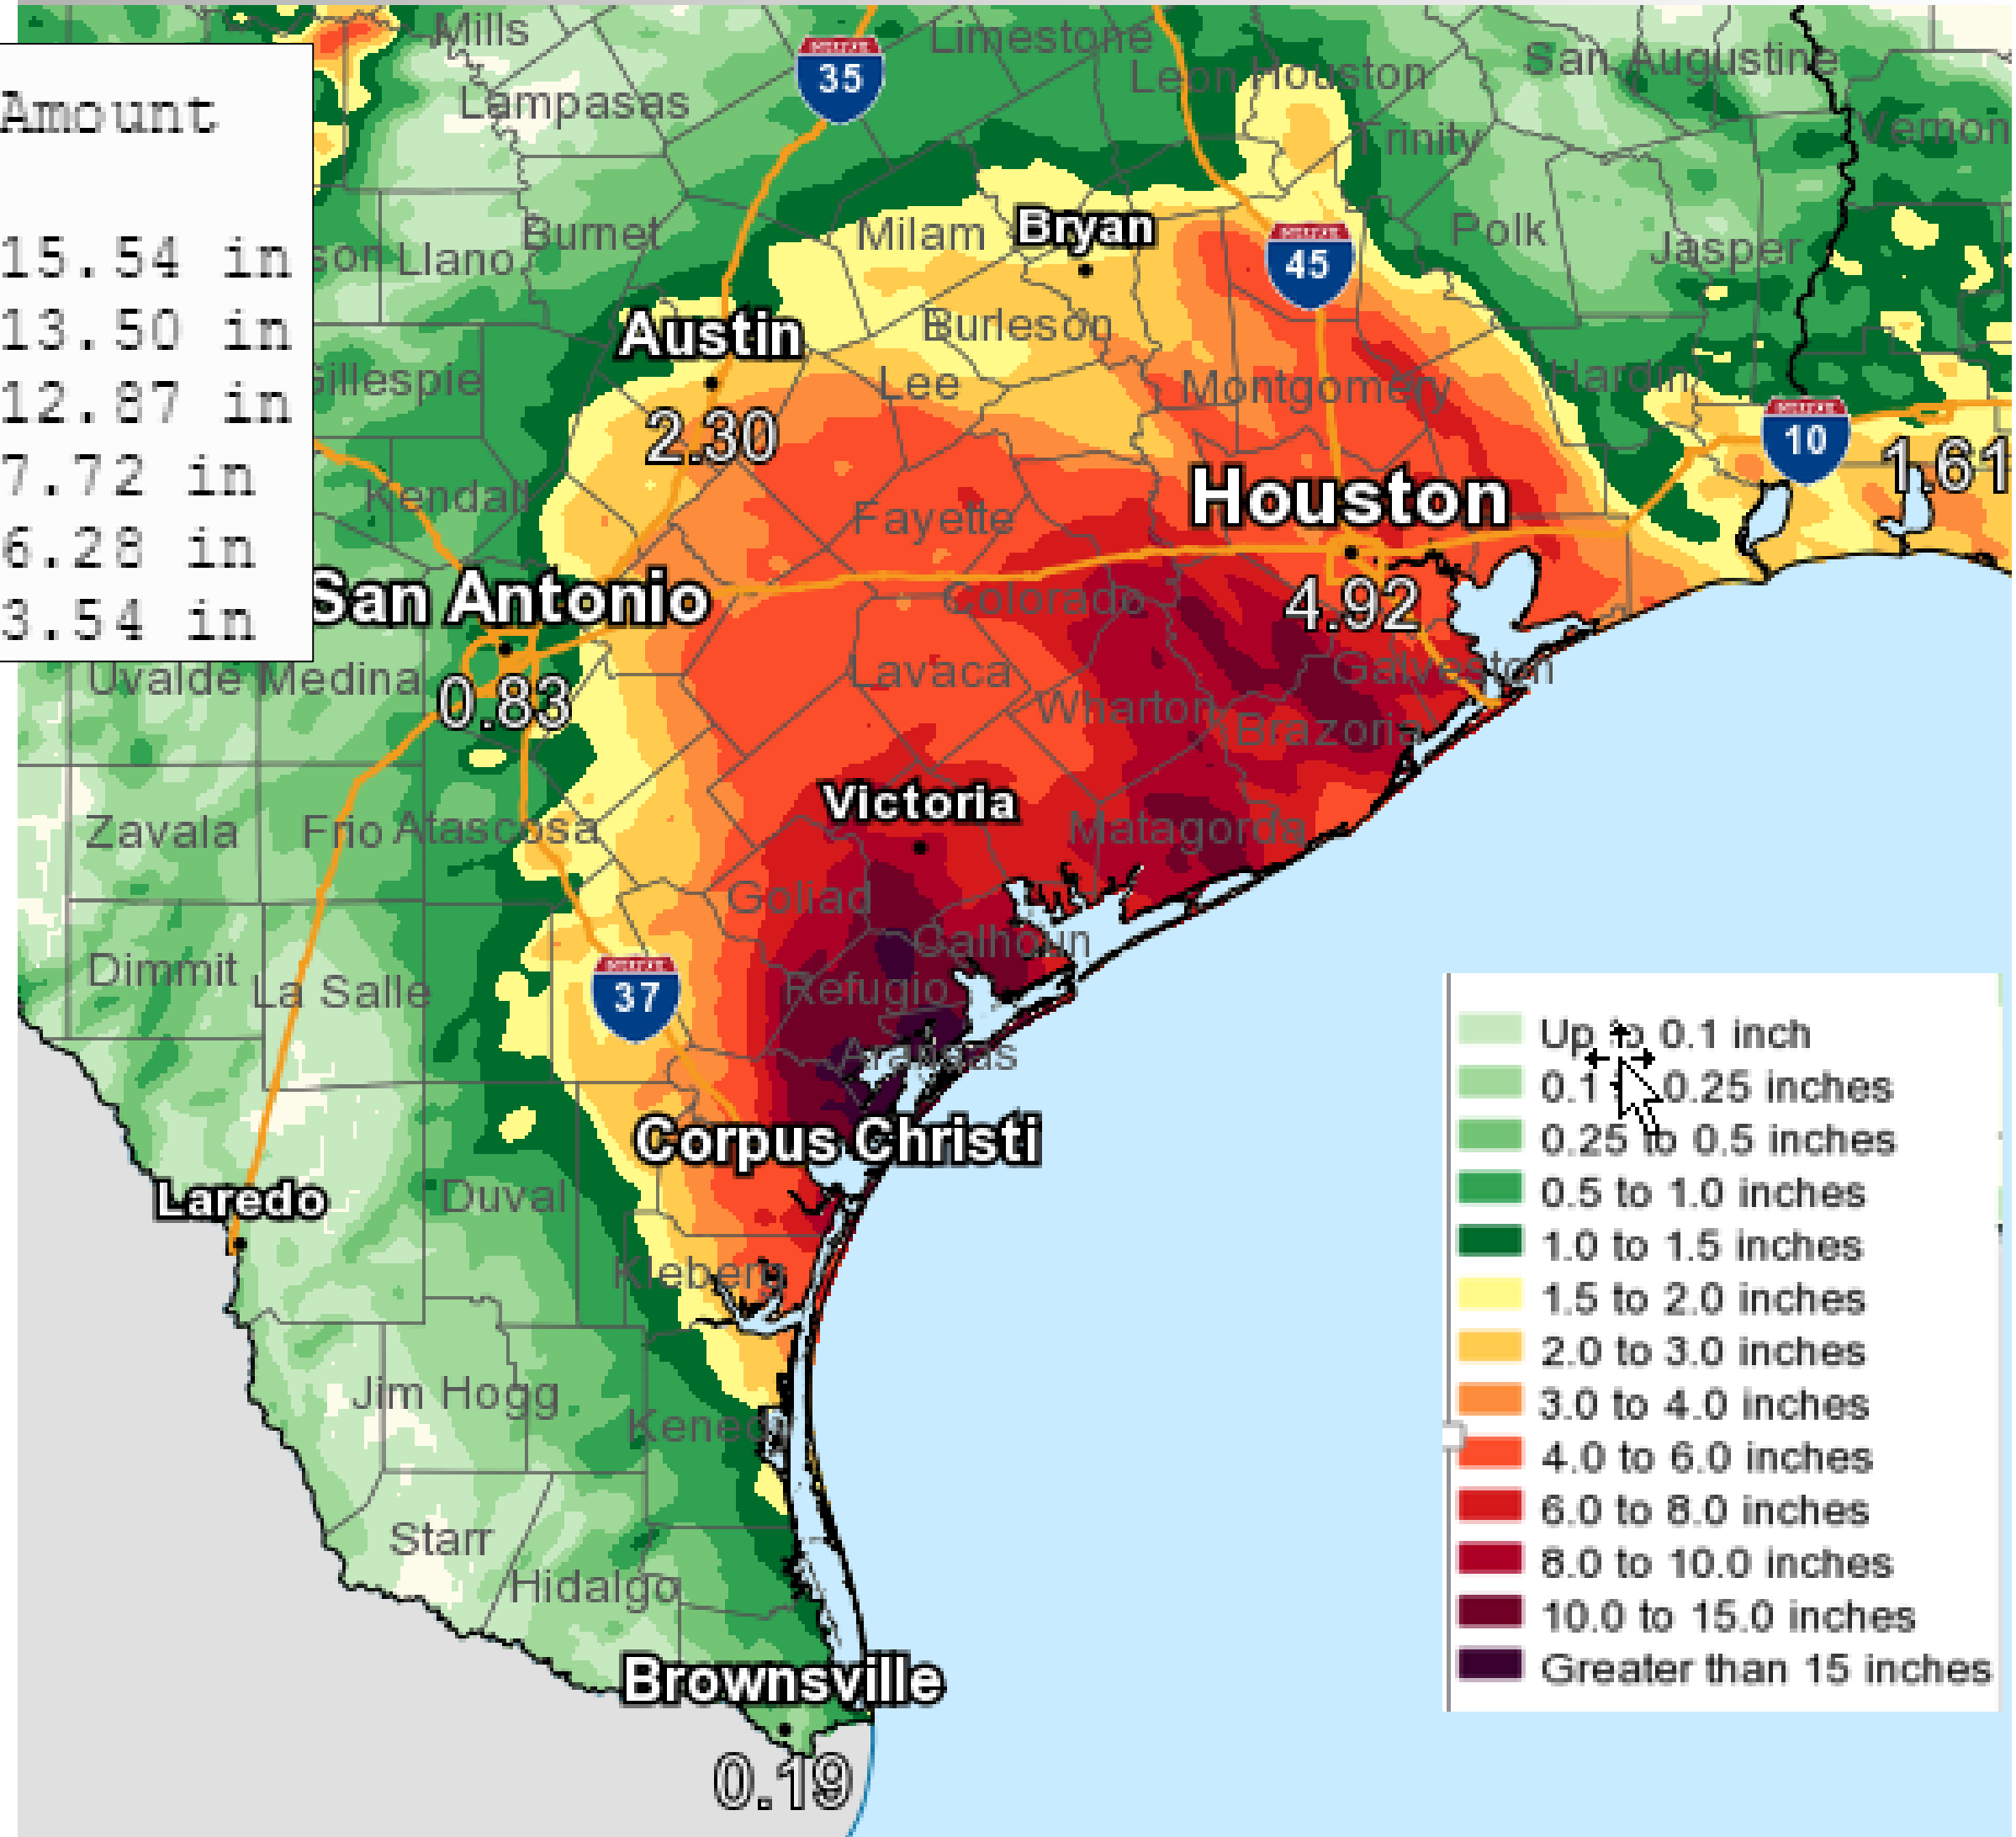 Amount
15.54 in
13.50 in
12.87 in
7.72 in
6.28 in
3.54 in
Mills
Limestone
Leon
Houston
San Augustine
35
Lampasas
Trinity
Vernon
Burnet
Milam
Bryan
Polk
Jasper
son
Llano
45
Austin
Burleson
Gillespie
Lee
Montgomery
Hardin
2.30
10
1.61
Kendall
Houston
Fayette
San Antonio
Colorado
4.92
Uvalde
Medina
0.83
Lavaca
Galveston
Wharton
Brazoria
Victoria
Zavala
Frio
Atascosa
Matagorda
Goliad
Calhoun
Dimmit
La Salle
37
Refugio
Aransas
Corpus Christi
Laredo
Duval
Kleberg
Jim Hogg
Kenedy
Starr
Hidalgo
Brownsville
0.19
Up to 0.1 inch
0.1 0.25 inches
0.25 to 0.5 inches
0.5 to 1.0 inches
1.0 to 1.5 inches
1.5 to 2.0 inches
2.0 to 3.0 inches
3.0 to 4.0 inches
4.0 to 6.0 inches
6.0 to 8.0 inches
8.0 to 10.0 inches
10.0 to 15.0 inches
Greater than 15 inches